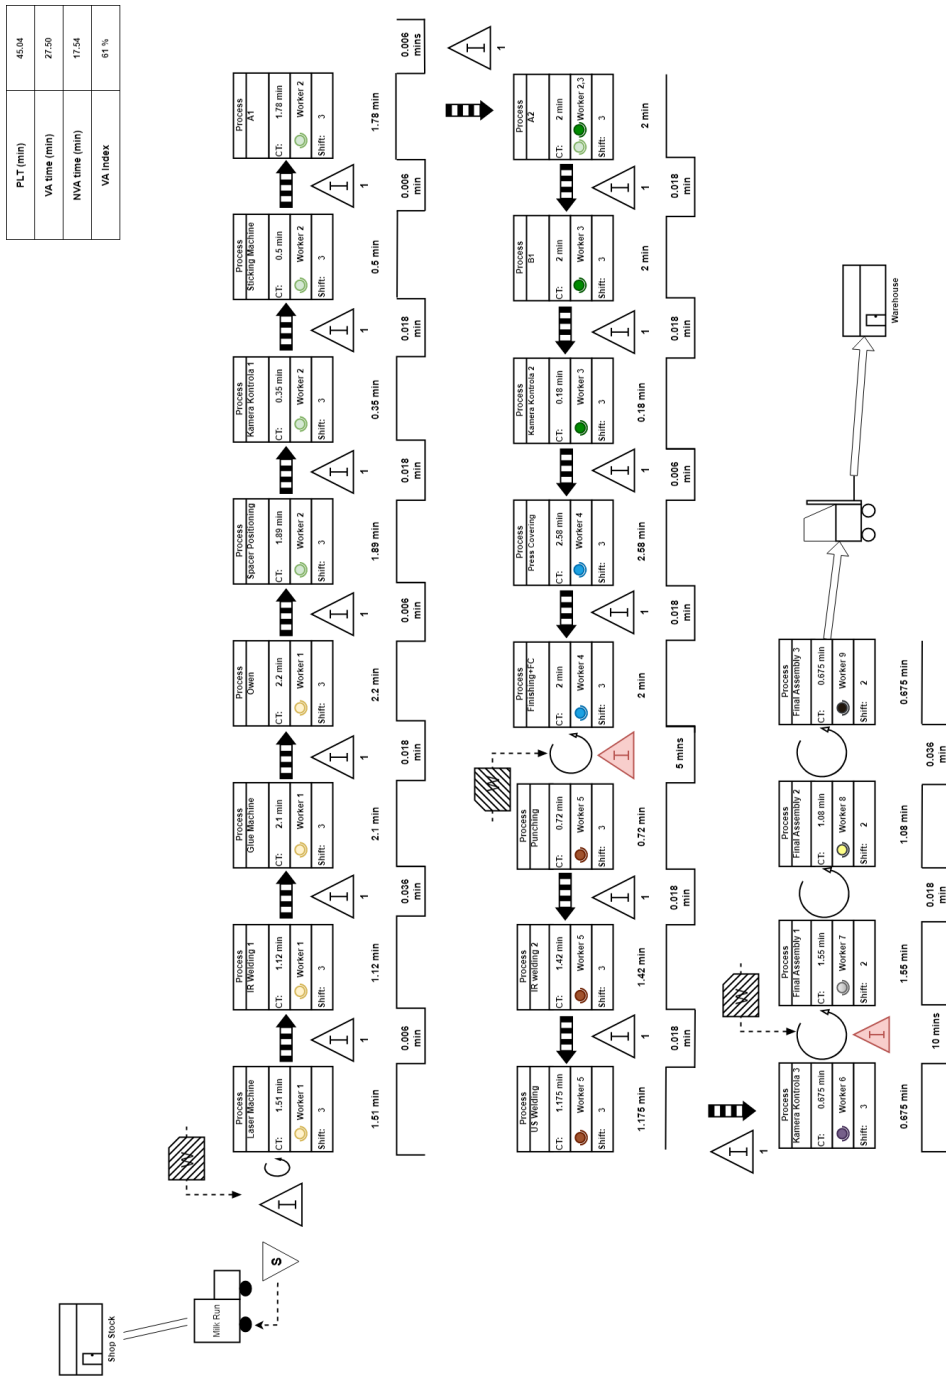 PLT (min) 45.04
VA time (min) 27.50
NVA time (min) 17.54
VA Index 61 %
Shop Stock
Milk Run
S
I
W
Process
Laser Machine
CT: 1.51 min
Worker 1
Shift: 3
I
1
Process
IR Welding 1
CT: 1.12 min
Worker 1
Shift: 3
I
1
Process
Glue Machine
CT: 2.1 min
Worker 1
Shift: 3
I
1
Process
Owen
CT: 2.2 min
Worker 1
Shift: 3
I
1
Process
Spacer Positioning
CT: 1.89 min
Worker 2
Shift: 3
I
1
Process
Kamera Kontrola 1
CT: 0.35 min
Worker 2
Shift: 3
I
1
Process
Sticking Machine
CT: 0.5 min
Worker 2
Shift: 3
I
1
Process
A1
CT: 1.78 min
Worker 2
Shift: 3
1.51 min
0.006
min
1.12 min
0.036
min
2.1 min
0.018
min
2.2 min
0.006
min
1.89 min
0.018
min
0.35 min
0.018
min
0.5 min
0.006
min
1.78 min
0.006
mins
I
1
Process
A2
CT: 2 min
Worker 2,3
Shift: 3
I
1
Process
B1
CT: 2 min
Worker 3
Shift: 3
I
1
Process
Kamera Kontrola 2
CT: 0.18 min
Worker 3
Shift: 3
I
1
Process
Press Covering
CT: 2.58 min
Worker 4
Shift: 3
I
1
Process
Finishing+FC
CT: 2 min
Worker 4
Shift: 3
W
I
Process
Punching
CT: 0.72 min
Worker 5
Shift: 3
I
1
Process
IR welding 2
CT: 1.42 min
Worker 5
Shift: 3
I
1
Process
US Welding
CT: 1.175 min
Worker 5
Shift: 3
2 min
0.018
min
2 min
0.018
min
0.18 min
0.006
min
2.58 min
0.018
min
2 min
5 mins
0.72 min
0.018
min
1.42 min
0.018
min
1.175 min
I
1
Process
Kamera Kontrola 3
CT: 0.675 min
Worker 6
Shift: 3
W
I
Process
Final Assembly 1
CT: 1.55 min
Worker 7
Shift: 2
Process
Final Assembly 2
CT: 1.08 min
Worker 8
Shift: 2
Process
Final Assembly 3
CT: 0.675 min
Worker 9
Shift: 2
Warehouse
0.675 min
10 mins
1.55 min
0.018
min
1.08 min
0.036
min
0.675 min